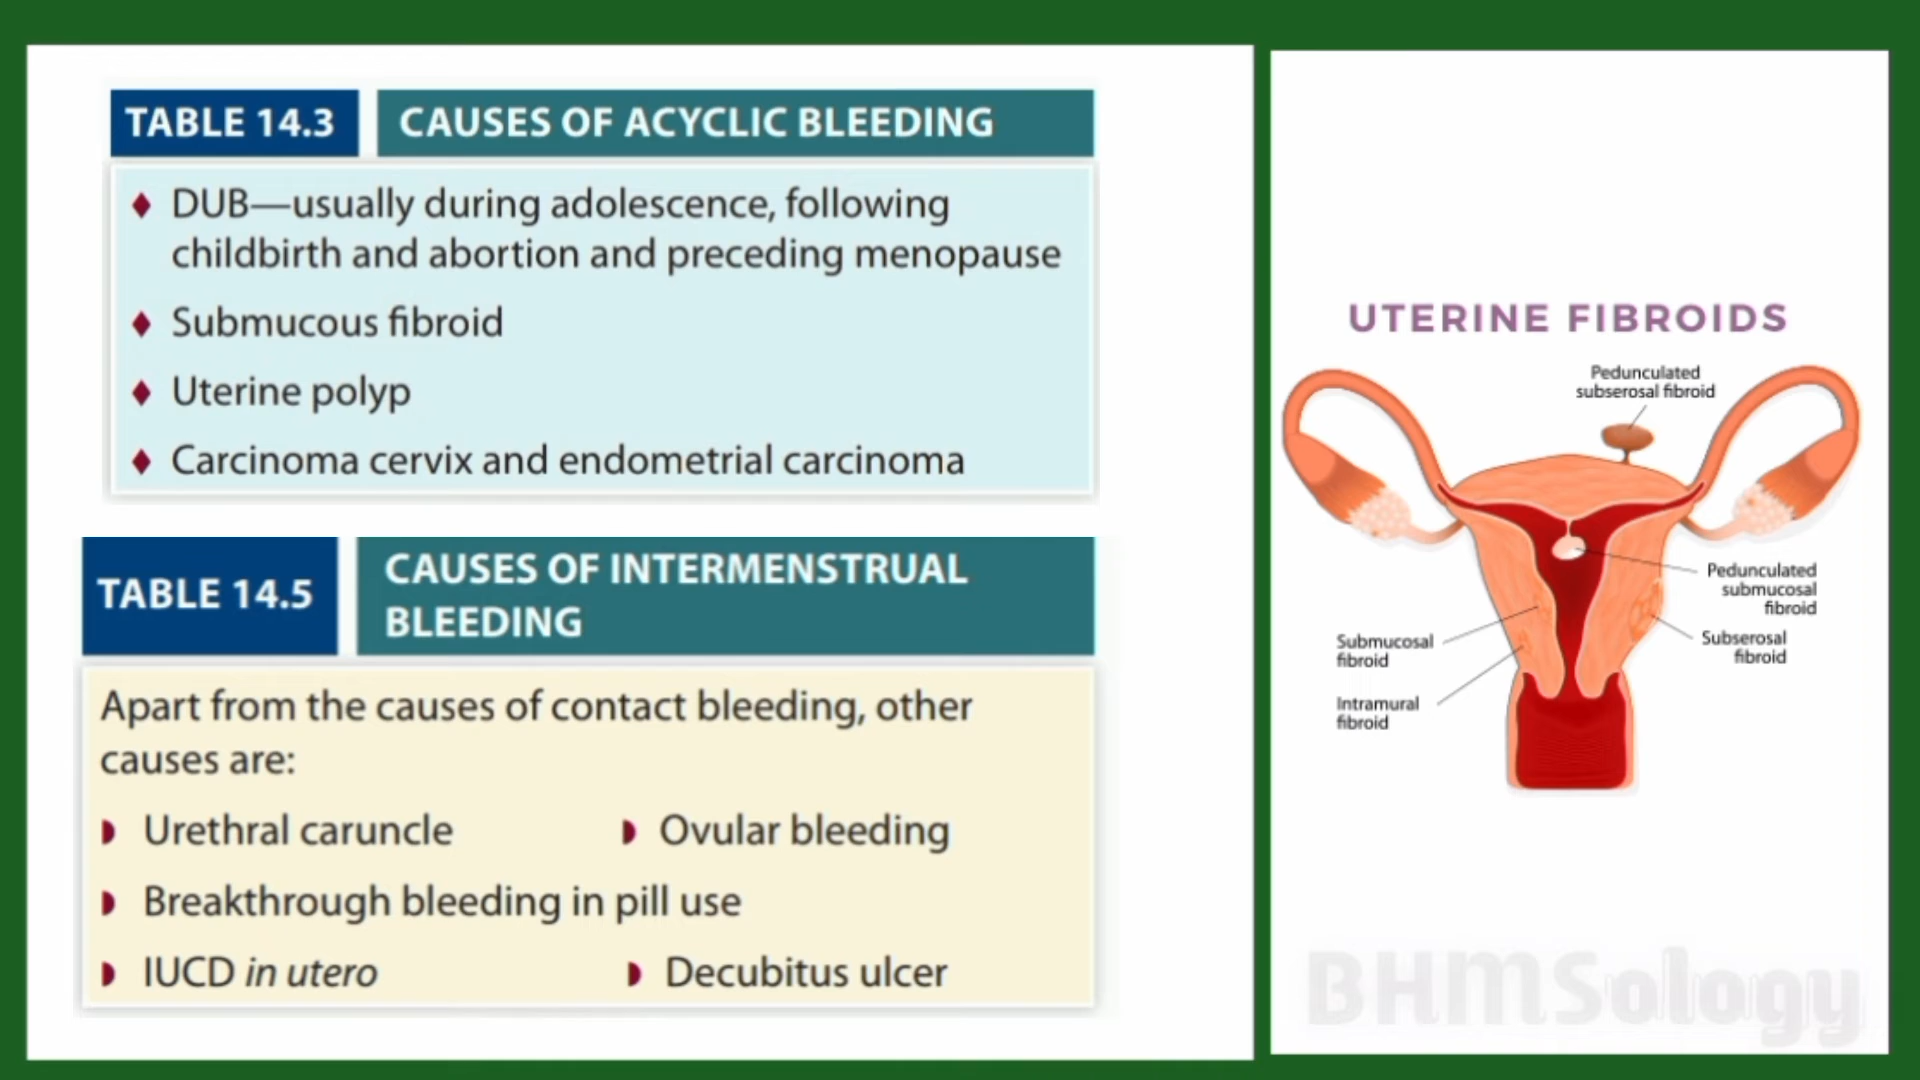 TABLE 14.3
CAUSES OF ACYCLIC BLEEDING
DUB—usually during adolescence, following
childbirth and abortion and preceding menopause
Submucous fibroid
Uterine polyp
Carcinoma cervix and endometrial carcinoma
TABLE 14.5
CAUSES OF INTERMENSTRUAL
BLEEDING
Apart from the causes of contact bleeding, other
causes are:
Urethral caruncle
Ovular bleeding
Breakthrough bleeding in pill use
IUCD in utero
Decubitus ulcer
UTERINE FIBROIDS
Pedunculated
subserosal fibroid
Pedunculated
submucosal
fibroid
Subserosal
fibroid
Submucosal
fibroid
Intramural
fibroid
BHMSology